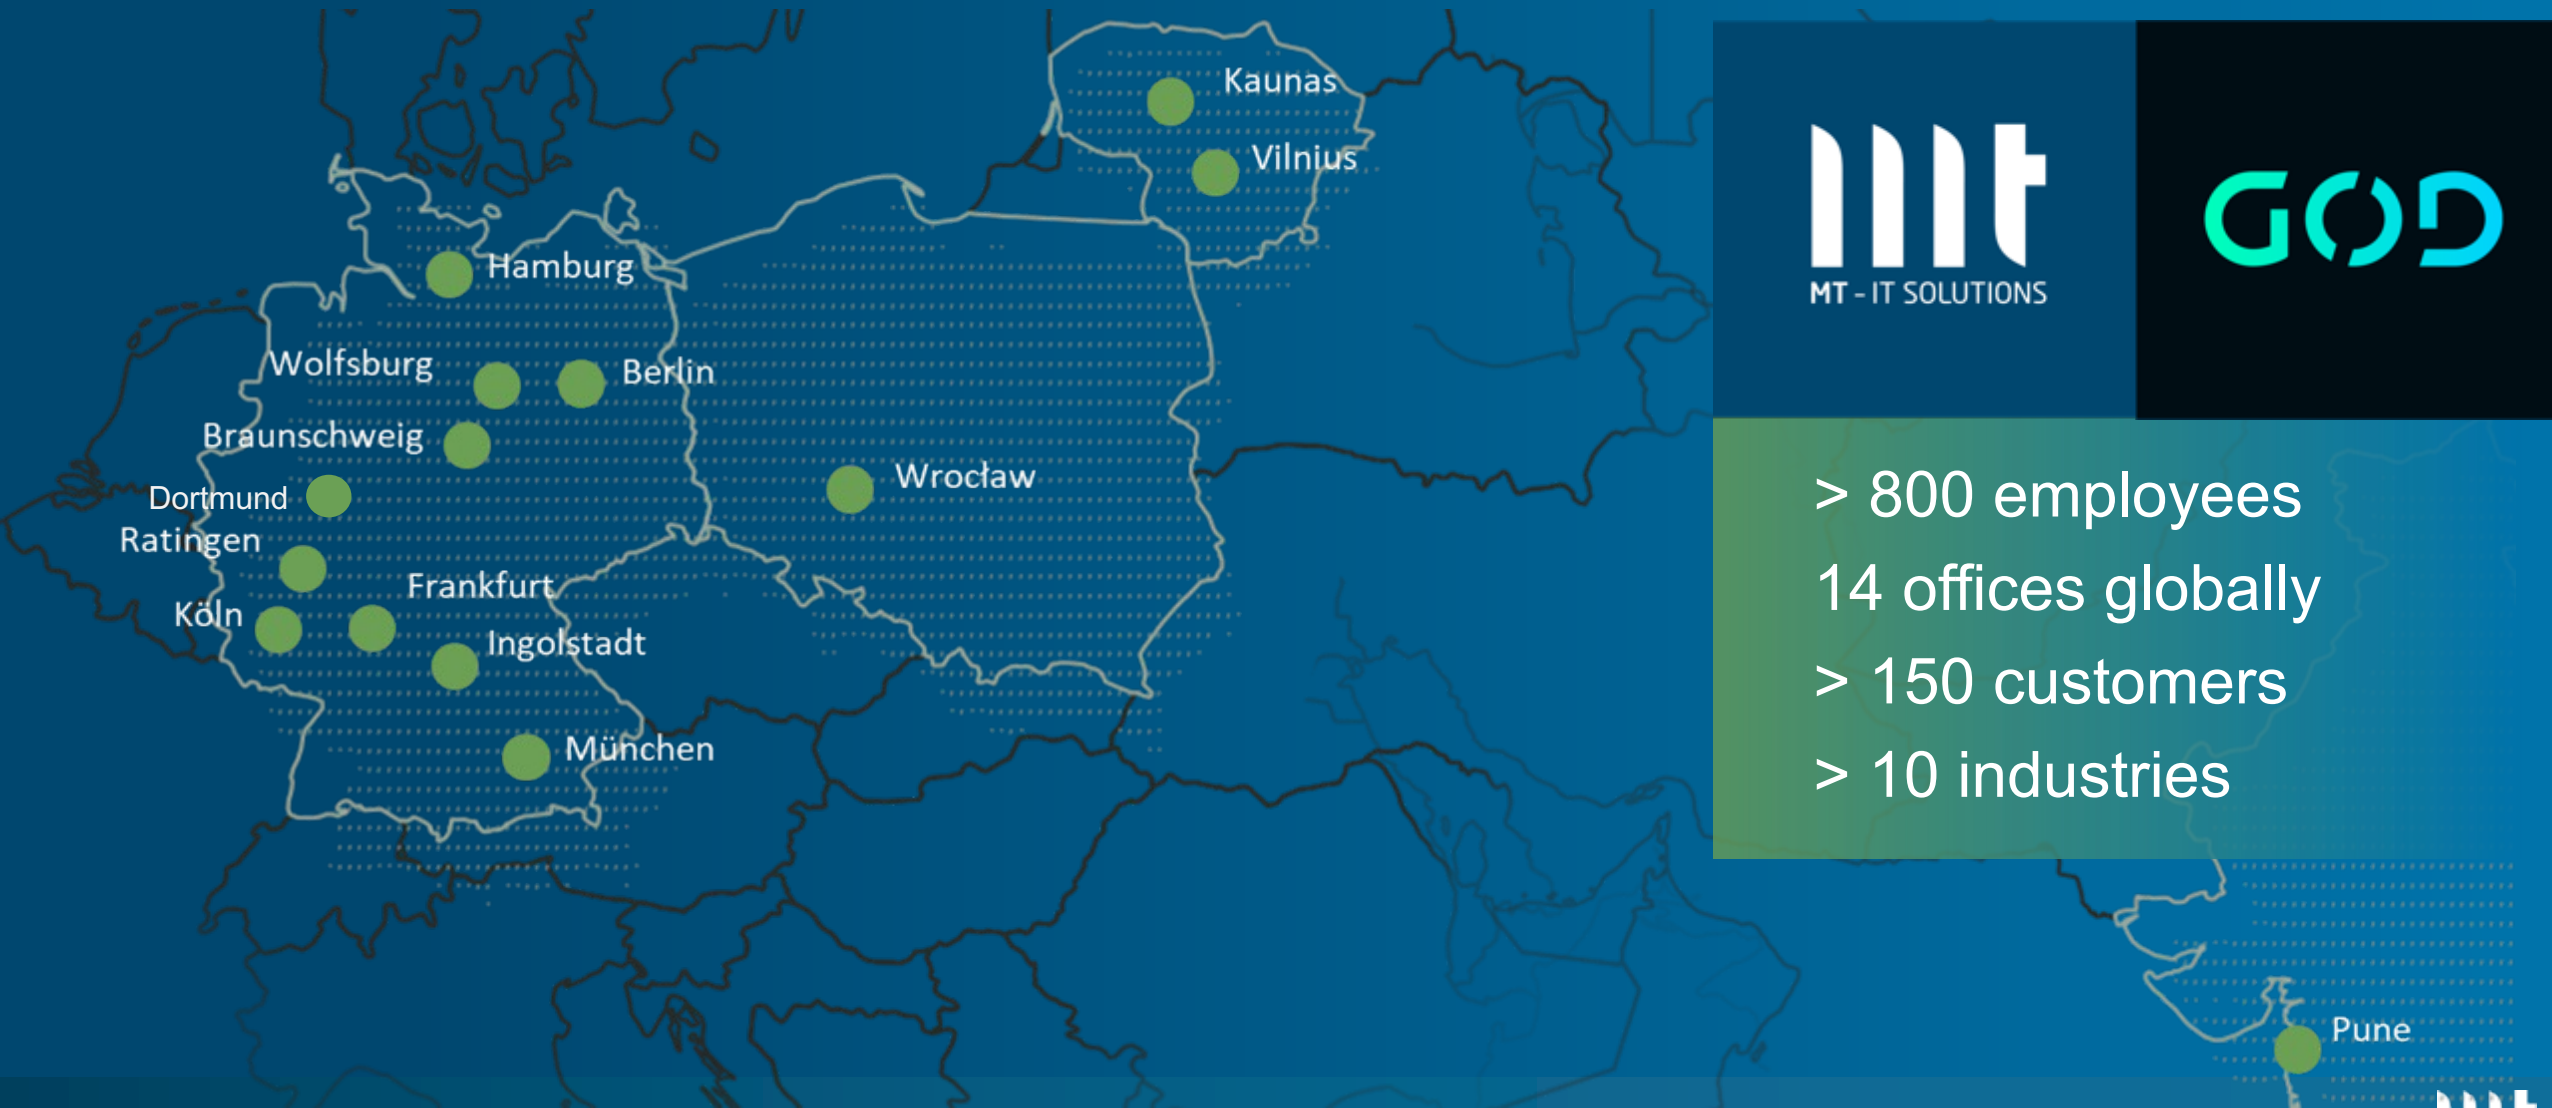 Kaunas
Vilnius
Hamburg
Wolfsburg
Berlin
Braunschweig
Wrocław
Dortmund
Ratingen
Frankfurt
Köln
Ingolstadt
München
mt
MT - IT SOLUTIONS
GOD
> 800 employees
14 offices globally
> 150 customers
> 10 industries
Pune